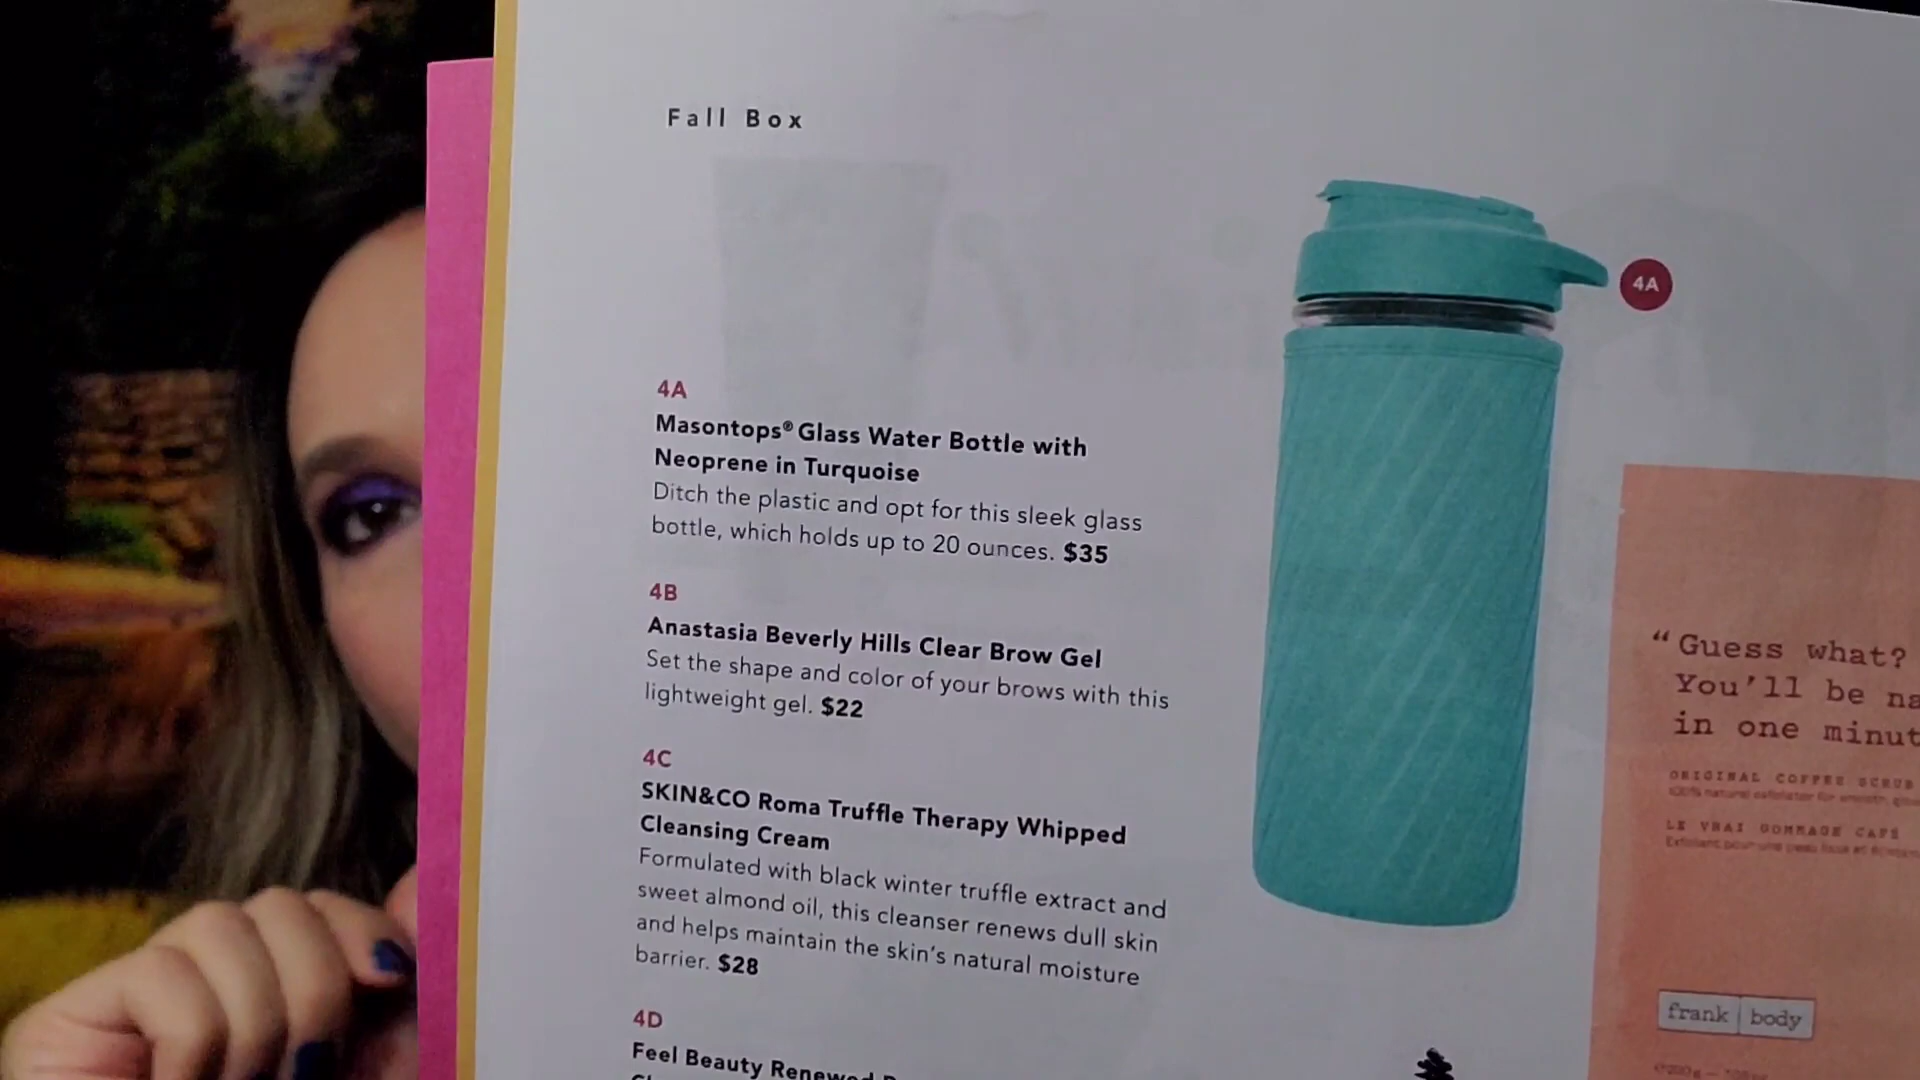 Fall Box
4A
4A
Masontops® Glass Water Bottle with
Neoprene in Turquoise
Ditch the plastic and opt for this sleek glass
bottle, which holds up to 20 ounces. $35
4B
Anastasia Beverly Hills Clear Brow Gel
Set the shape and color of your brows with this
lightweight gel. $22
4C
SKIN&CO Roma Truffle Therapy Whipped
Cleansing Cream
Formulated with black winter truffle extract and
sweet almond oil, this cleanser renews dull skin
and helps maintain the skin's natural moisture
barrier. $28
4D
Feel Beauty Renewed
“Guess what?
You'll be
in one
ORIGINAL COFFEE SCRUB
LE VRAI GOMMAGE CAFÉ
frank body